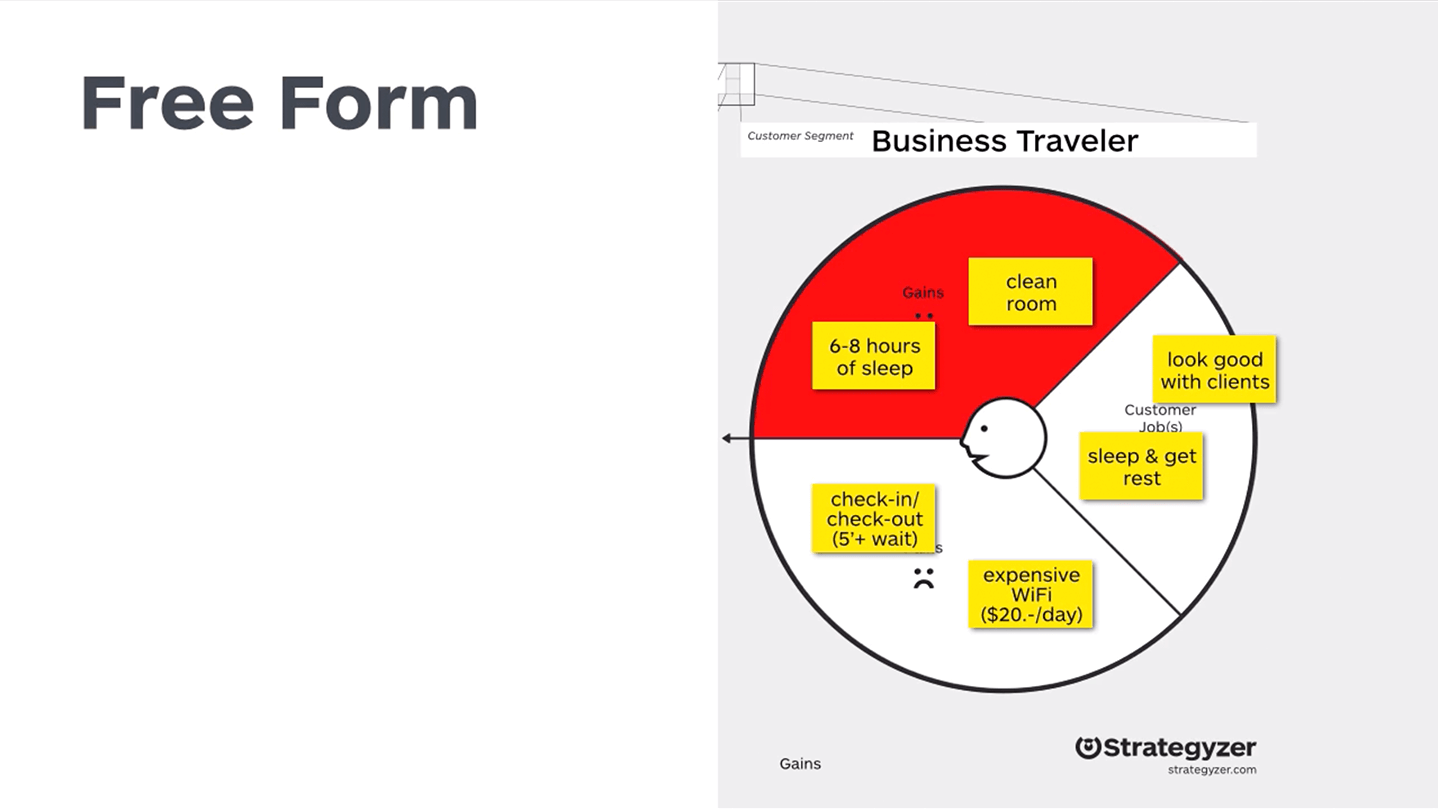 Free Form
Customer Segment
Business Traveler
Gains
clean
room
6-8 hours
of sleep
look good
with clients
Customer
Job(s)
sleep & get
rest
check-in/
check-out
(5’+ wait)
expensive
WiFi
($20.-/day)
Strategyzer
strategyzer.com
Gains